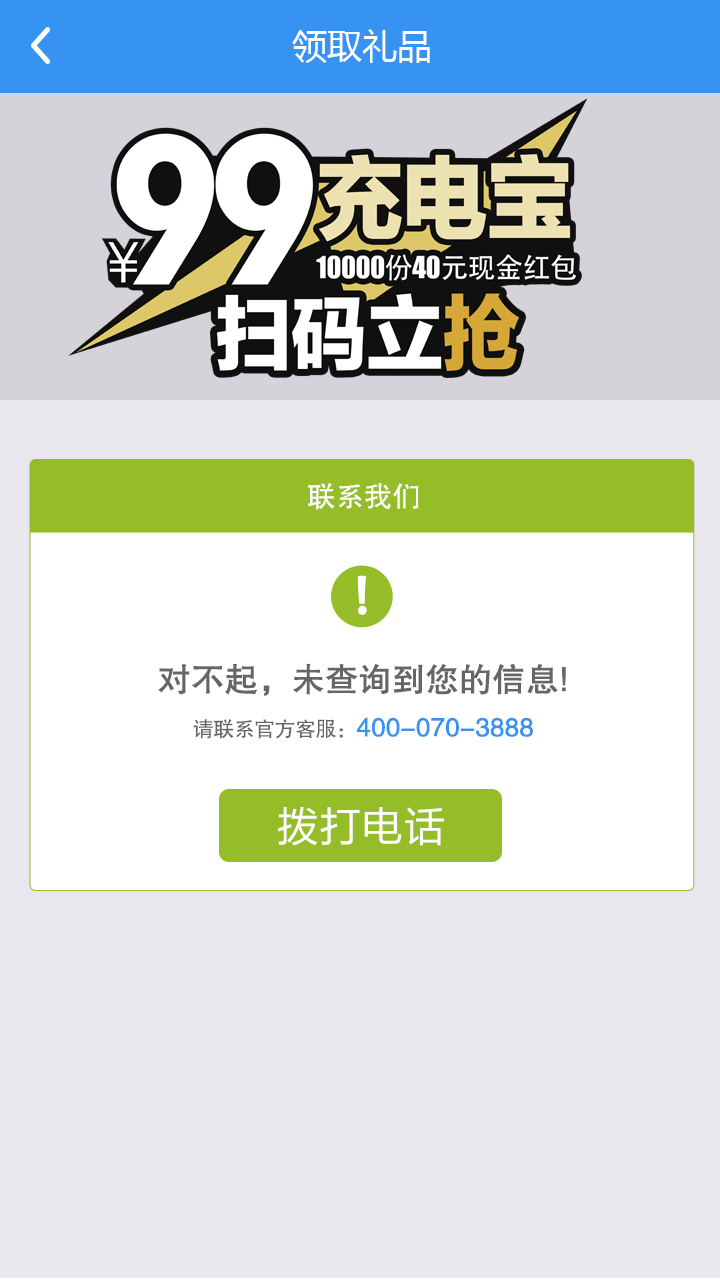 领取礼品
¥99充电宝
10000份40元现金红包
扫码立抢
联系我们
!
对不起，未查询到您的信息!
请联系官方客服：400-070-3888
拨打电话